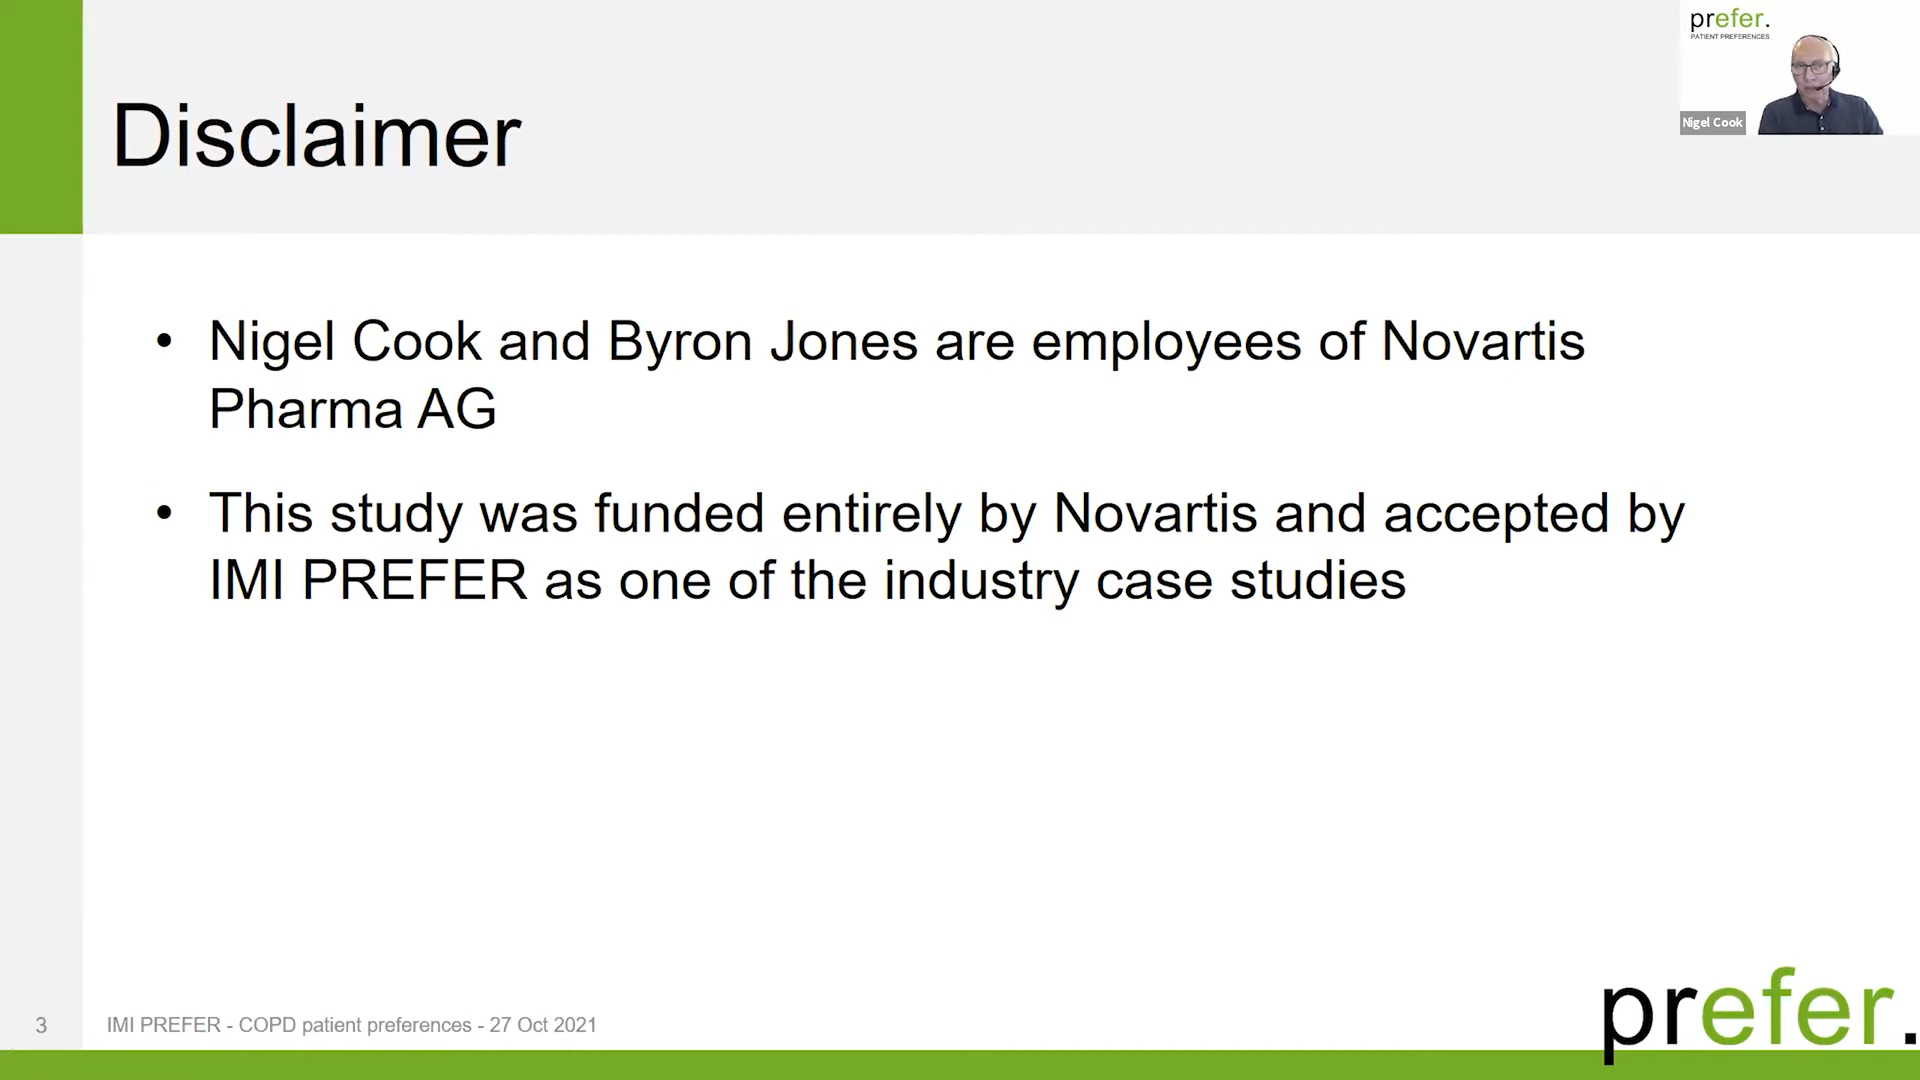 prefer.
PATIENT PREFERENCES
Nigel Cook
Disclaimer
• Nigel Cook and Byron Jones are employees of Novartis
Pharma AG
• This study was funded entirely by Novartis and accepted by
IMI PREFER as one of the industry case studies
3 IMI PREFER - COPD patient preferences - 27 Oct 2021
prefer.